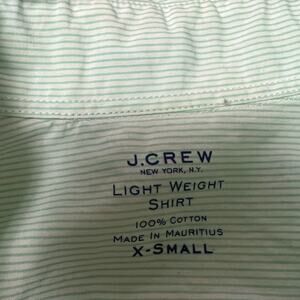 J.CREW
NEW YORK, N.Y.
LIGHT WEIGHT
SHIRT
100% COTTON
MADE IN MAURITIUS
X-SMALL